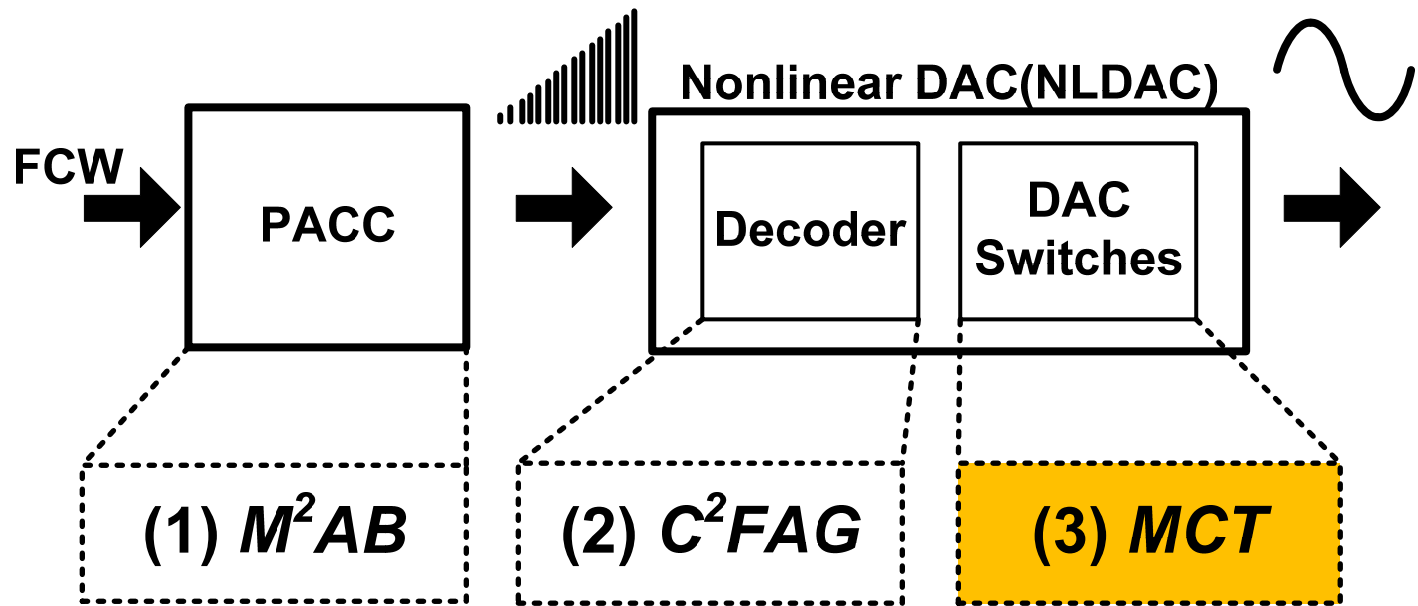 Nonlinear DAC(NLDAC)
FCW
PACC
Decoder
DAC
Switches
(1) M²AB
(2) C²FAG
(3) MCT